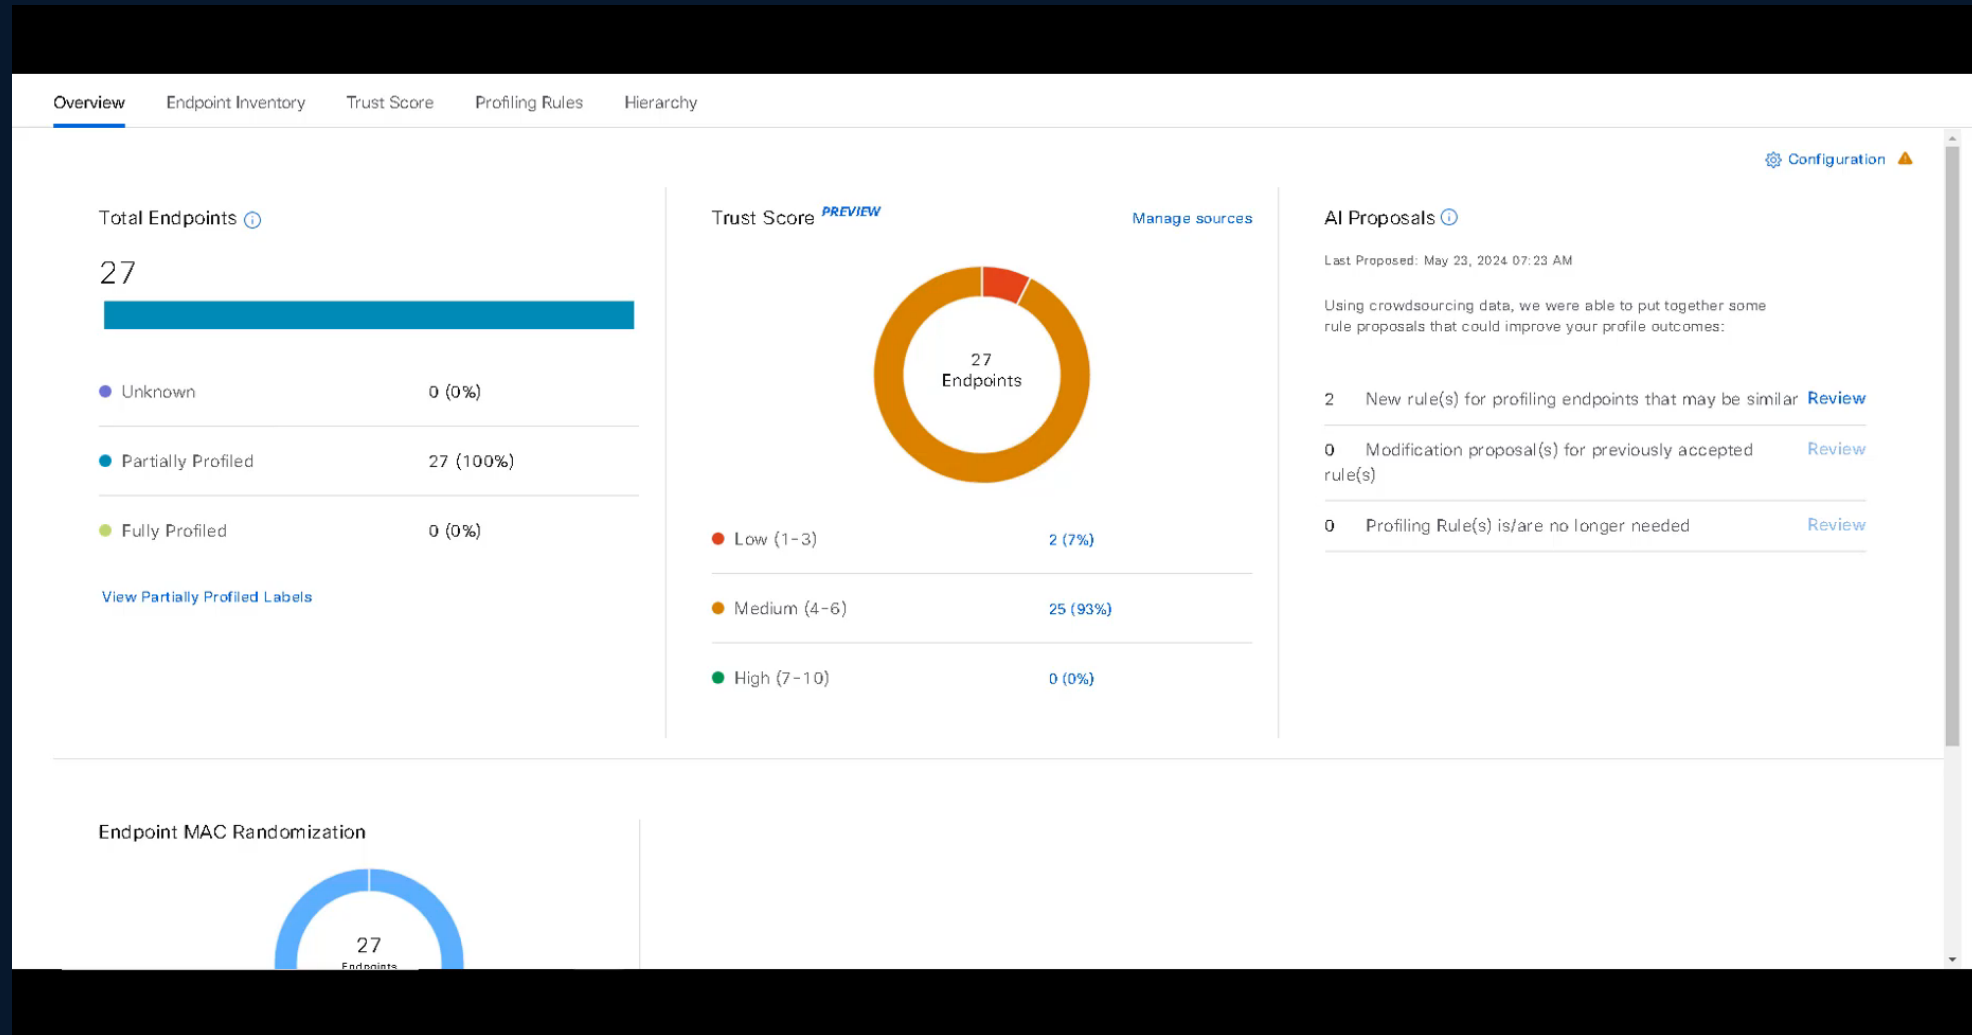 Overview Endpoint Inventory Trust Score Profiling Rules Hierarchy
Configuration
Total Endpoints
27
Unknown 0 (0%)
Partially Profiled 27 (100%)
Fully Profiled 0 (0%)
View Partially Profiled Labels
Trust Score PREVIEW Manage sources
27
Endpoints
Low (1-3) 2 (7%)
Medium (4-6) 25 (93%)
High (7-10) 0 (0%)
AI Proposals
Last Proposed: May 23, 2024 07:23 AM
Using crowdsourcing data, we were able to put together some
rule proposals that could improve your profile outcomes:
2 New rule(s) for profiling endpoints that may be similar Review
0 Modification proposal(s) for previously accepted Review
rule(s)
0 Profiling Rule(s) is/are no longer needed Review
Endpoint MAC Randomization
27
Endpoints